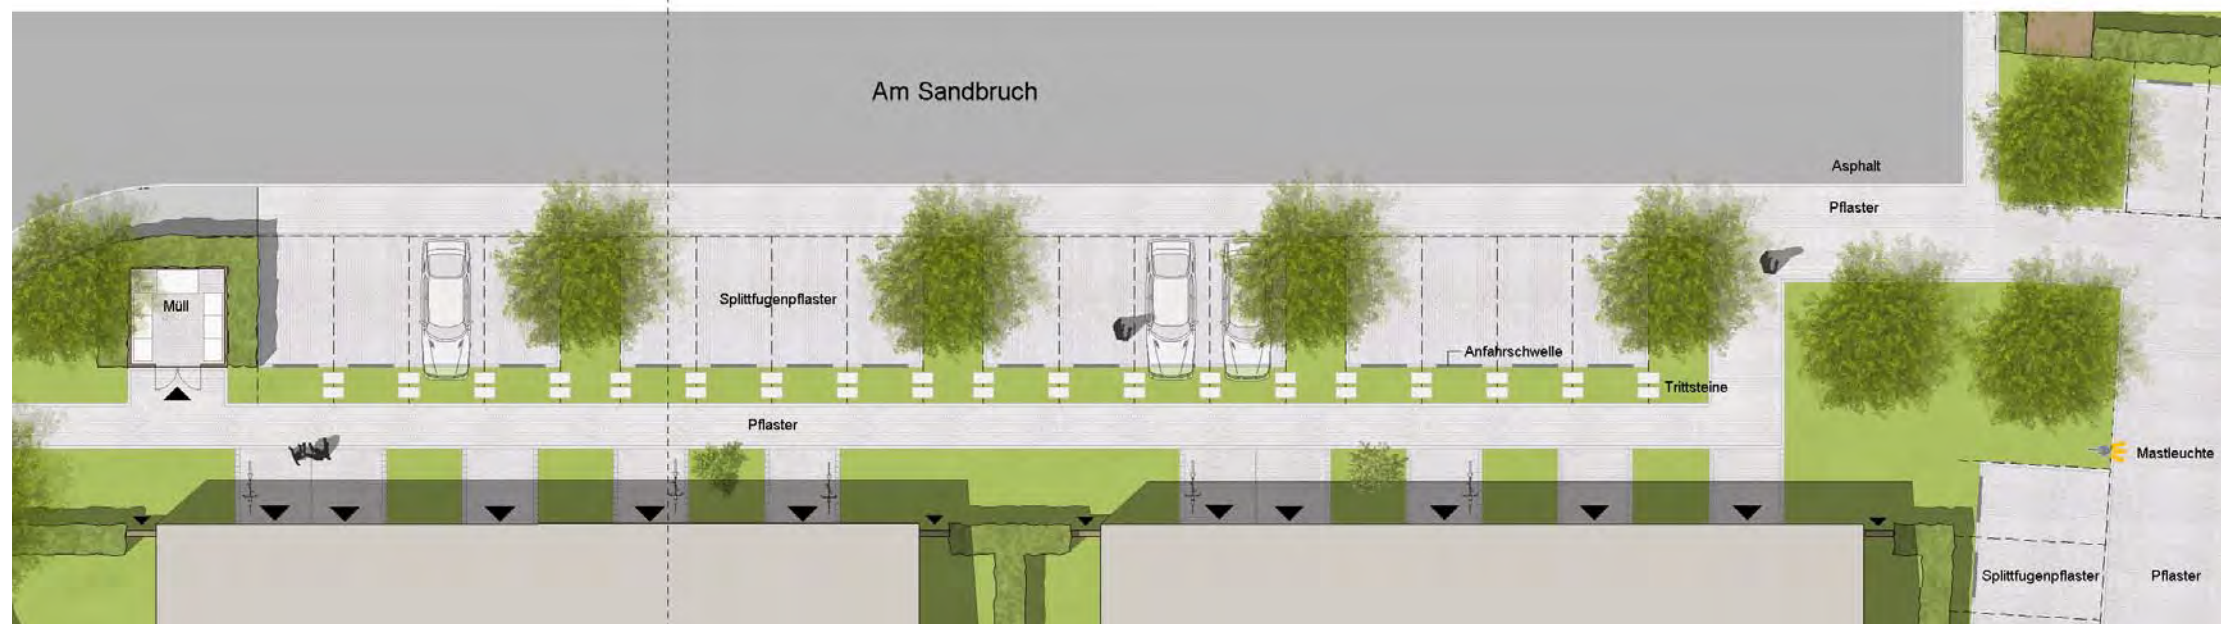 Am Sandbruch
Asphalt
Pflaster
Müll
Splittfugenpflaster
Anfahrschwelle
Trittsteine
Pflaster
Mastleuchte
Splittfugenpflaster
Pflaster